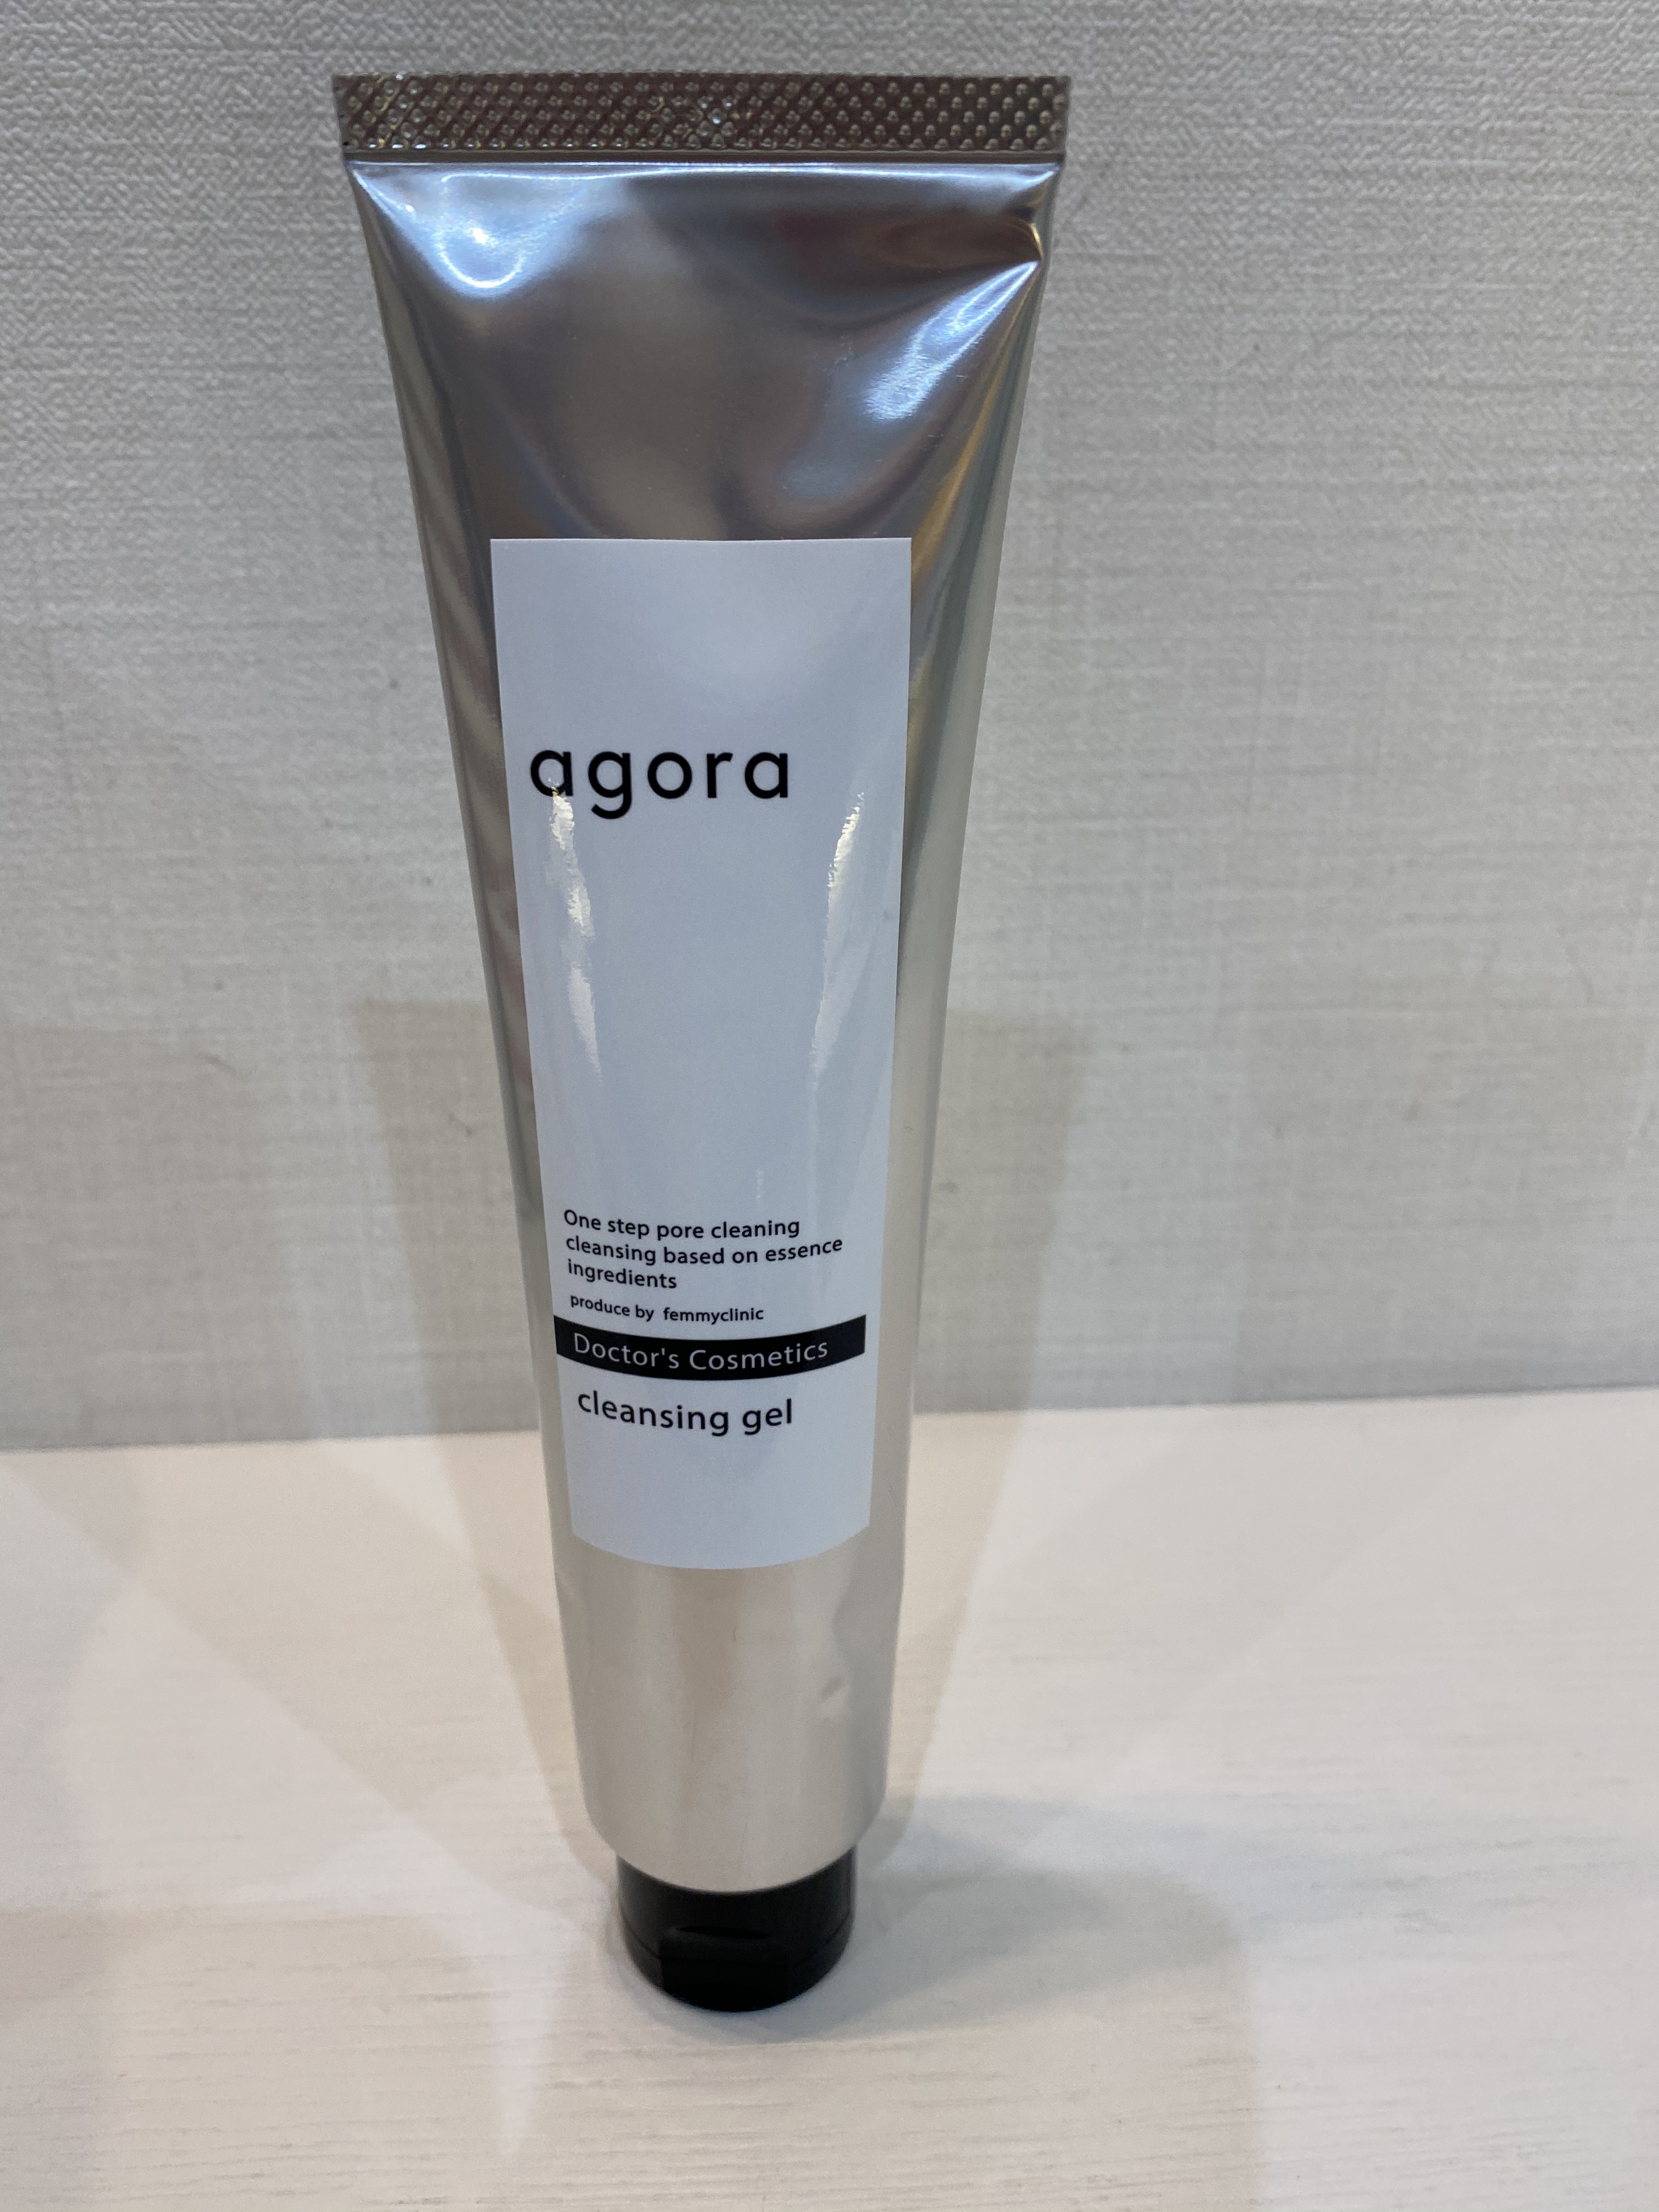 agora
One step pore cleaning
cleansing based on essence
ingredients
produce by femmyclinic
Doctor's Cosmetics
cleansing gel